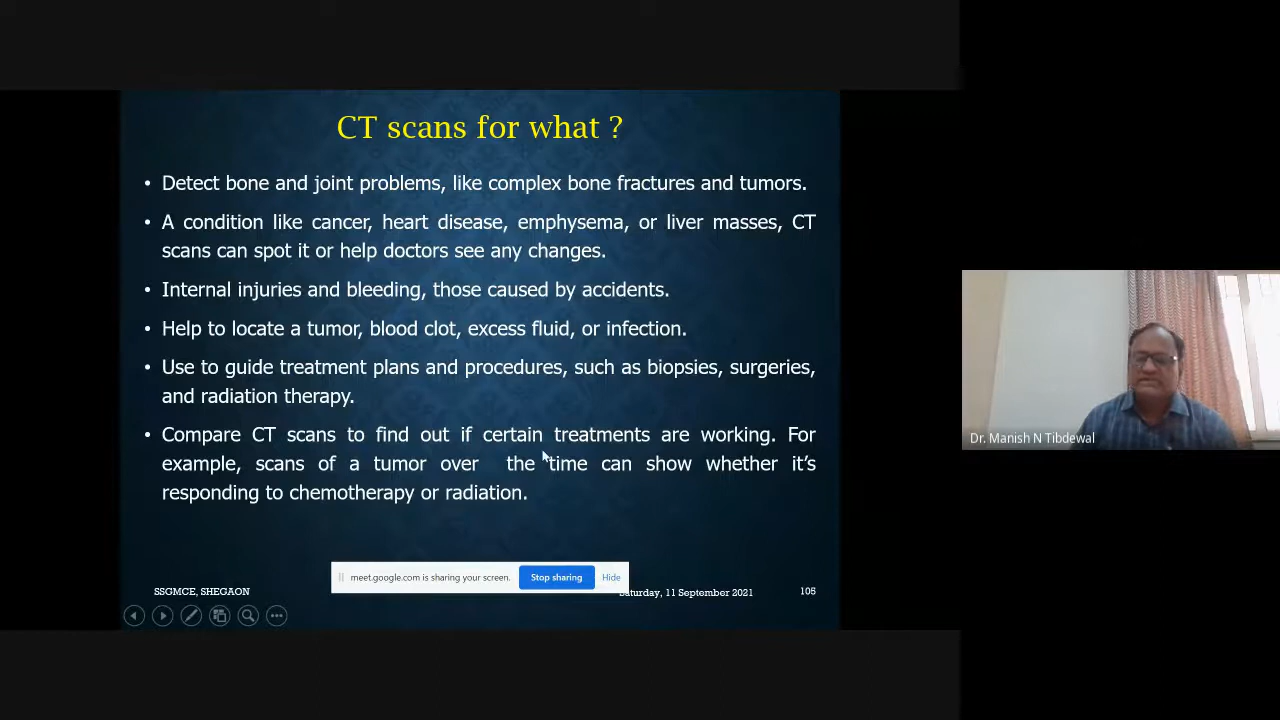 CT scans for what ?
• Detect bone and joint problems, like complex bone fractures and tumors.
• A condition like cancer, heart disease, emphysema, or liver masses, CT
scans can spot it or help doctors see any changes.
• Internal injuries and bleeding, those caused by accidents.
• Help to locate a tumor, blood clot, excess fluid, or infection.
• Use to guide treatment plans and procedures, such as biopsies, surgeries,
and radiation therapy.
• Compare CT scans to find out if certain treatments are working. For
example, scans of a tumor over the time can show whether it's
responding to chemotherapy or radiation.
Dr. Manish N Tibdewal
meet.google.com is sharing your screen. Stop sharing Hide
SSGMCE, SHEGAON Saturday, 11 September 2021 105